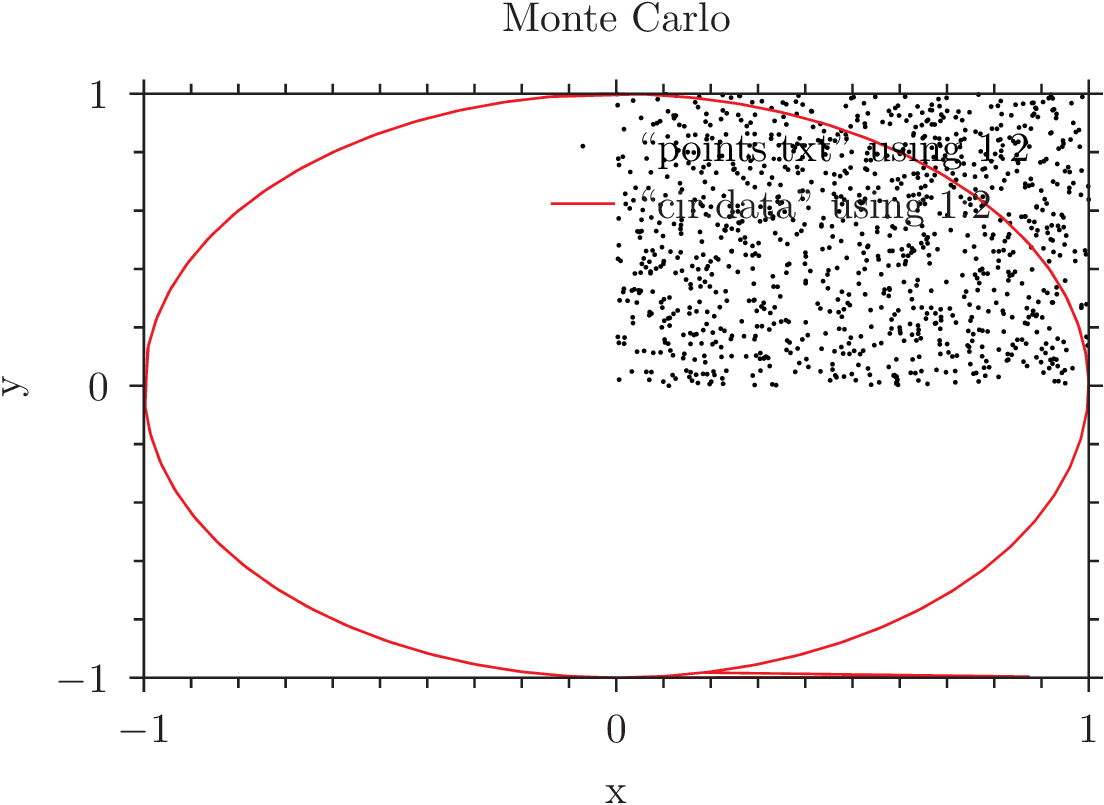 Monte Carlo
1
“points txt” using 1:2
“cir data” using 1:2
y
0
−1
−1
0
1
x